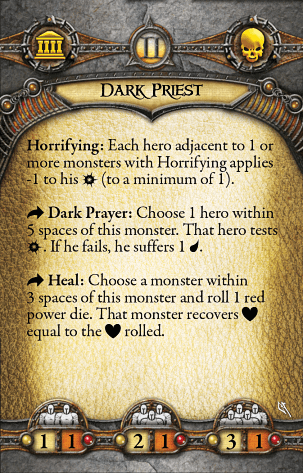 II
DARK PRIEST
Horrifying: Each hero adjacent to 1 or
more monsters with Horrifying applies
-1 to his (to a minimum of 1).
Dark Prayer: Choose 1 hero within
5 spaces of this monster. That hero tests
. If he fails, he suffers 1 .
Heal: Choose a monster within
3 spaces of this monster and roll 1 red
power die. That monster recovers
equal to the rolled.
1 1 2 1 3 1